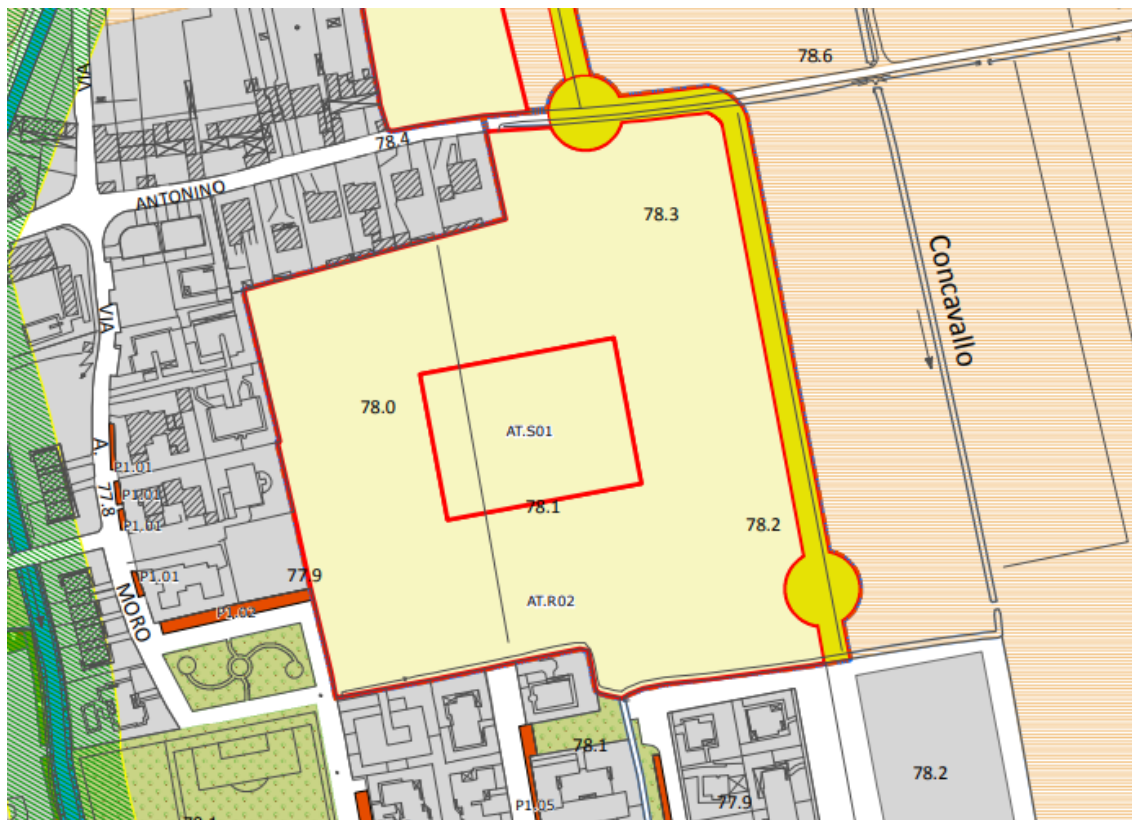 VIA
78.6
78.4
ANTONINO
78.3
Concavallo
VIA
78.0
AT.S01
A.
P1.01
P1.01
77.8
78.1
P1.01
78.2
77.9
P1.01
MORO
P1.02
AT.R02
78.1
78.2
P1.05
77.9